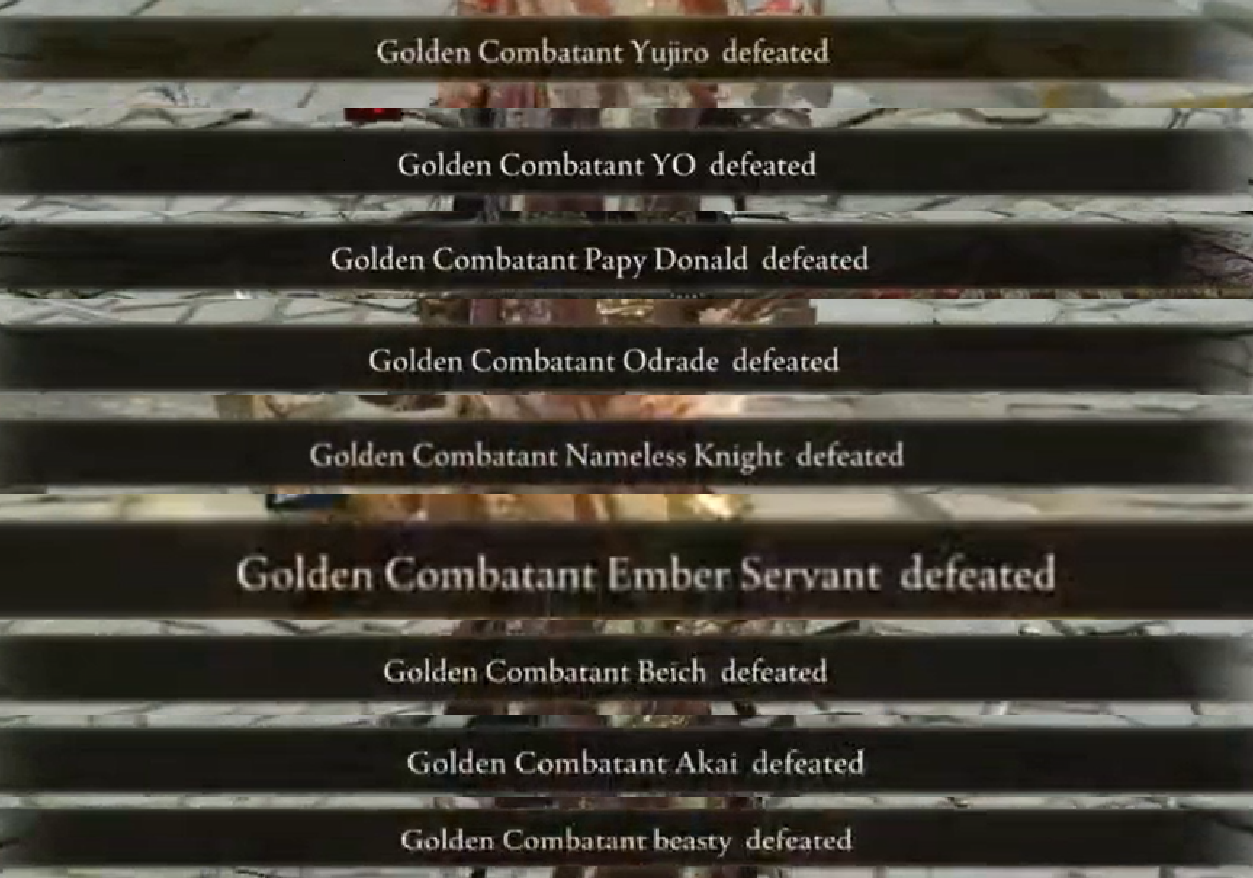 Golden Combatant Yujiro defeated
Golden Combatant YO defeated
Golden Combatant Papy Donald defeated
Golden Combatant Odrade defeated
Golden Combatant Nameless Knight defeated
Golden Combatant Ember Servant defeated
Golden Combatant Beich defeated
Golden Combatant Akai defeated
Golden Combatant beasty defeated